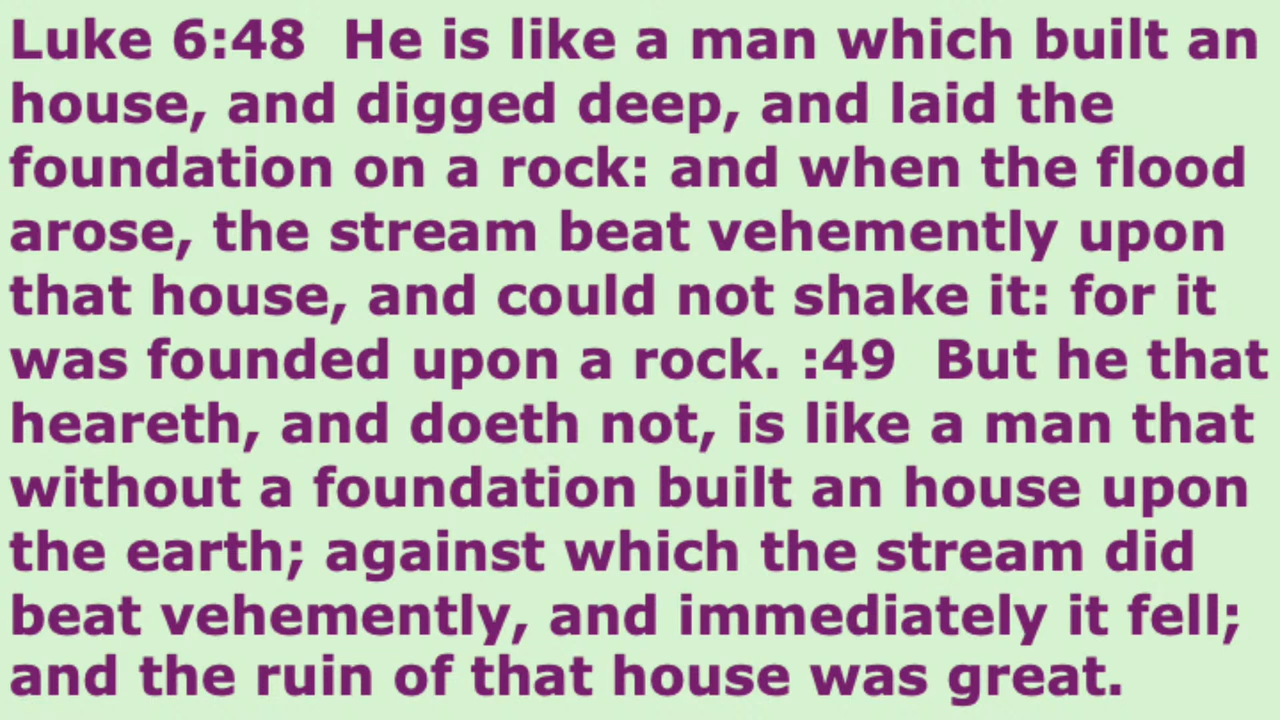 Luke 6:48  He is like a man which built an
house, and digged deep, and laid the
foundation on a rock: and when the flood
arose, the stream beat vehemently upon
that house, and could not shake it: for it
was founded upon a rock. :49  But he that
heareth, and doeth not, is like a man that
without a foundation built an house upon
the earth; against which the stream did
beat vehemently, and immediately it fell;
and the ruin of that house was great.